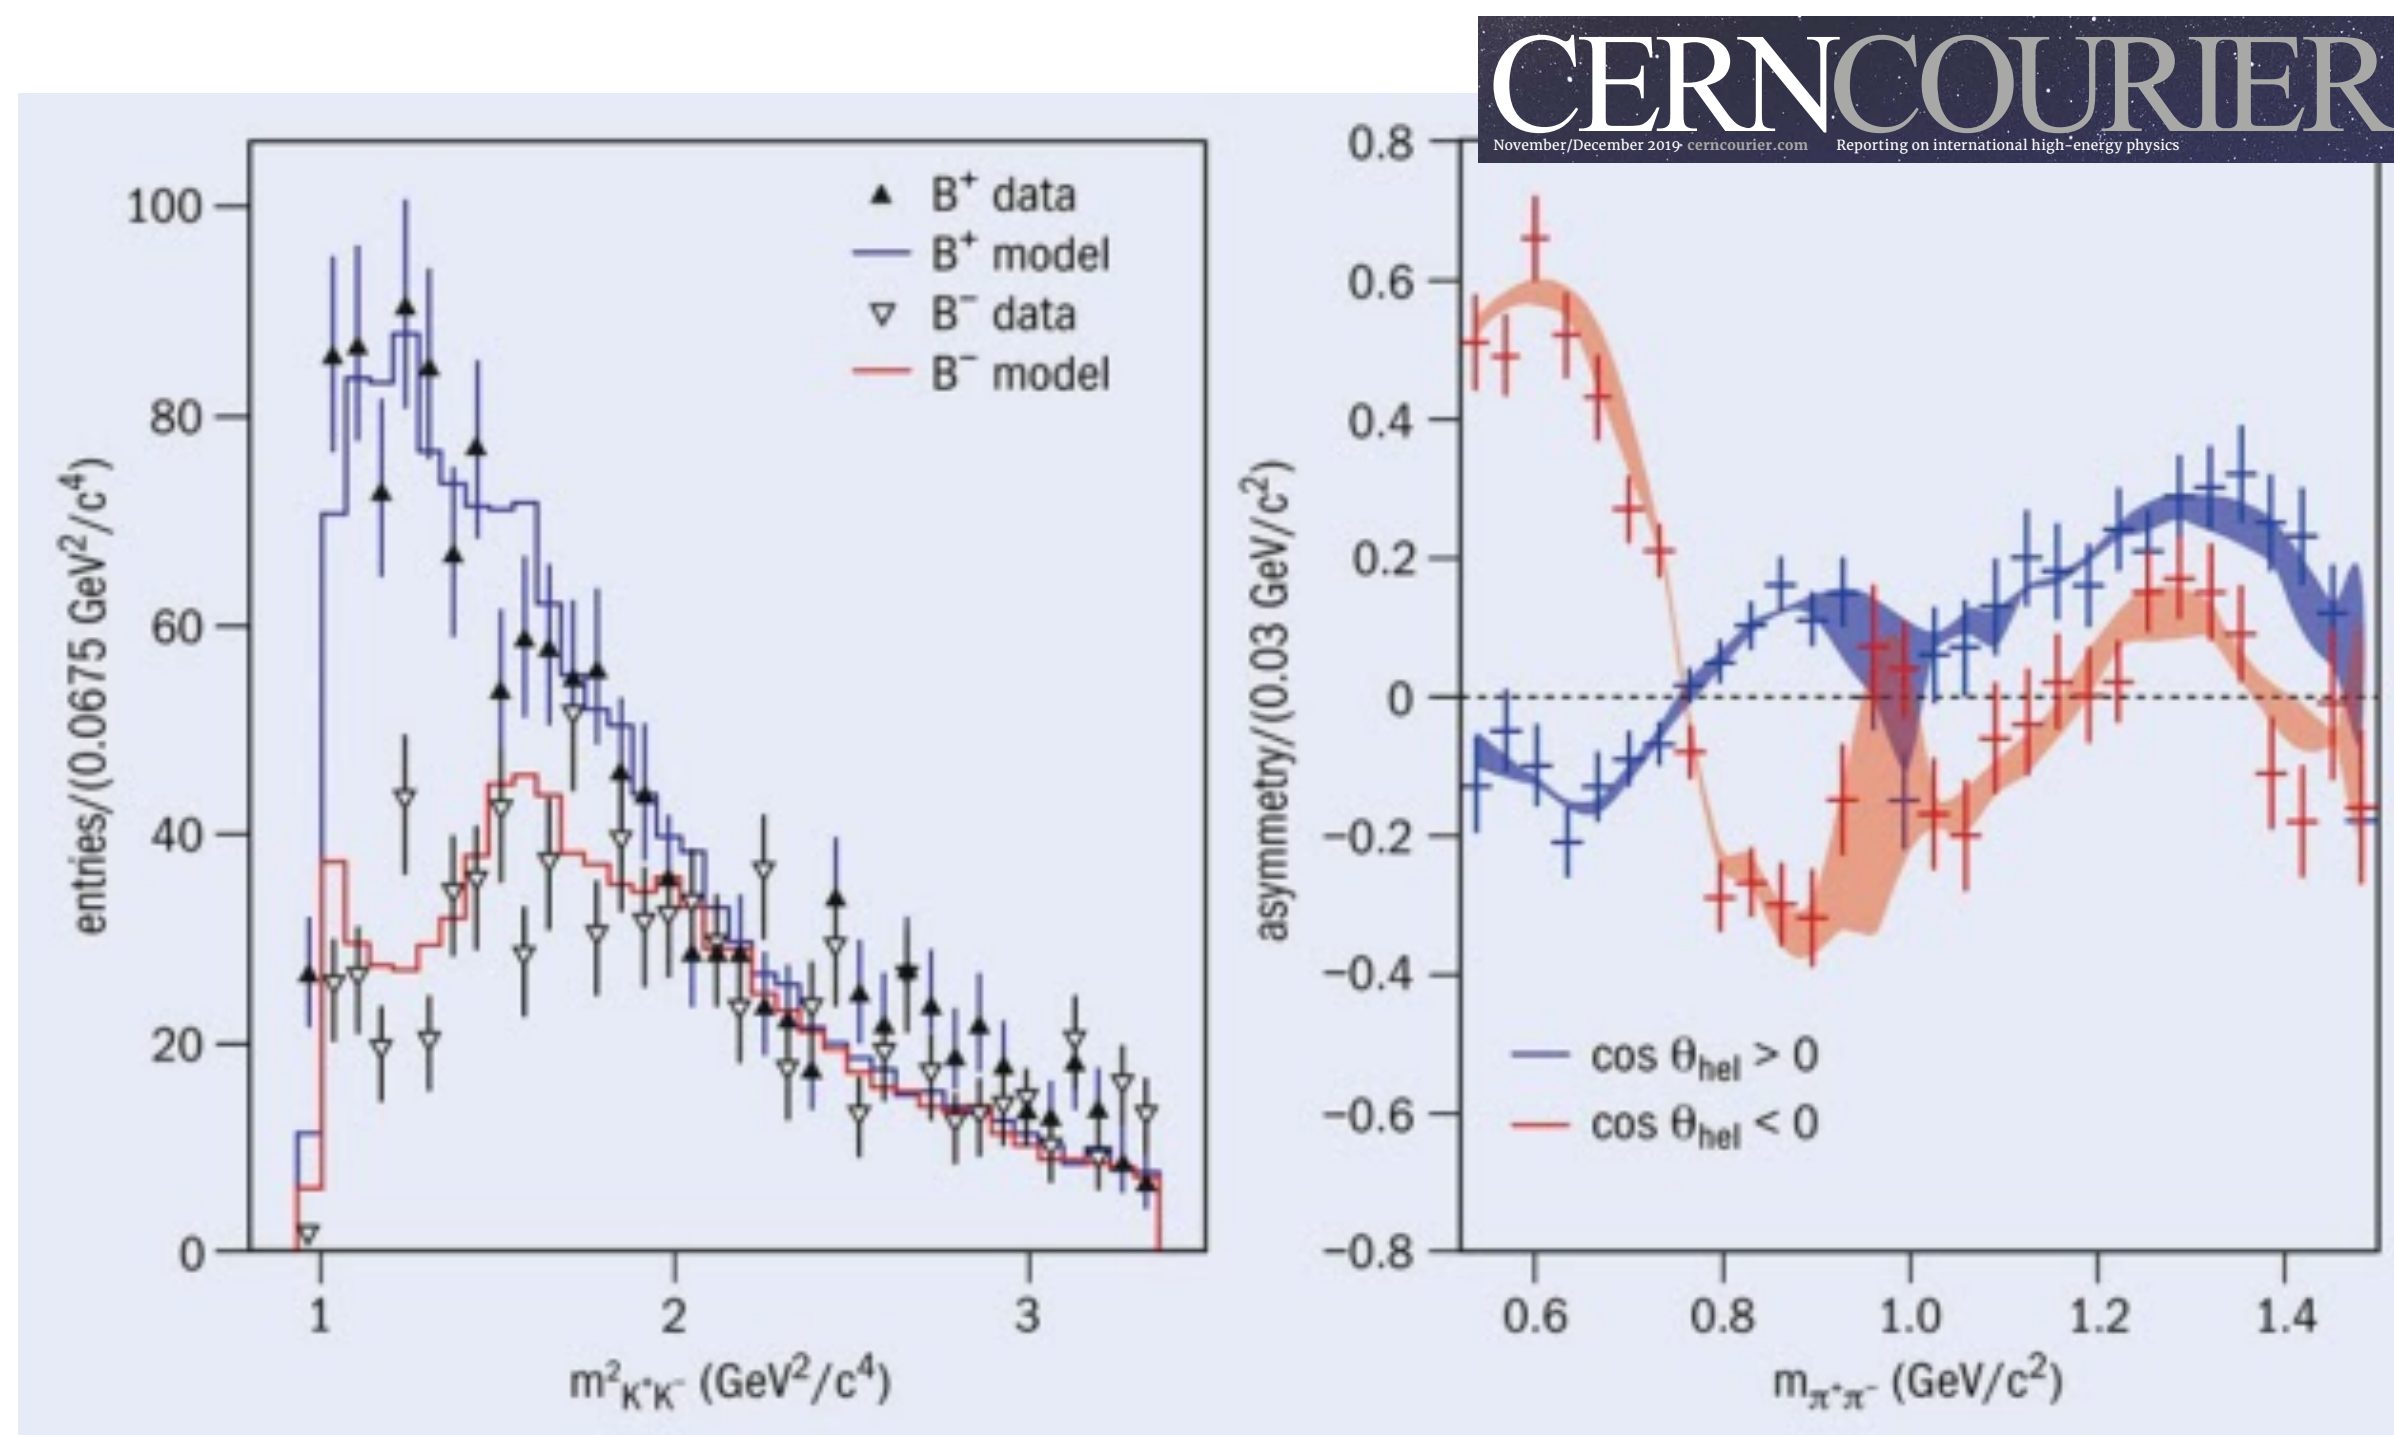 CERNCOURIER
November/December 2019 cerncourier.com Reporting on international high-energy physics
100
80
60
40
20
0
entries/(0.0675 GeV²/c⁴)
B⁺ data
B⁺ model
B⁻ data
B⁻ model
1 2 3
m²K⁺K⁻ (GeV²/c⁴)
0.8
0.6
0.4
0.2
0
−0.2
−0.4
−0.6
−0.8
asymmetry/(0.03 GeV/c²)
cos θhel > 0
cos θhel < 0
0.6 0.8 1.0 1.2 1.4
mπ⁺π⁻ (GeV/c²)